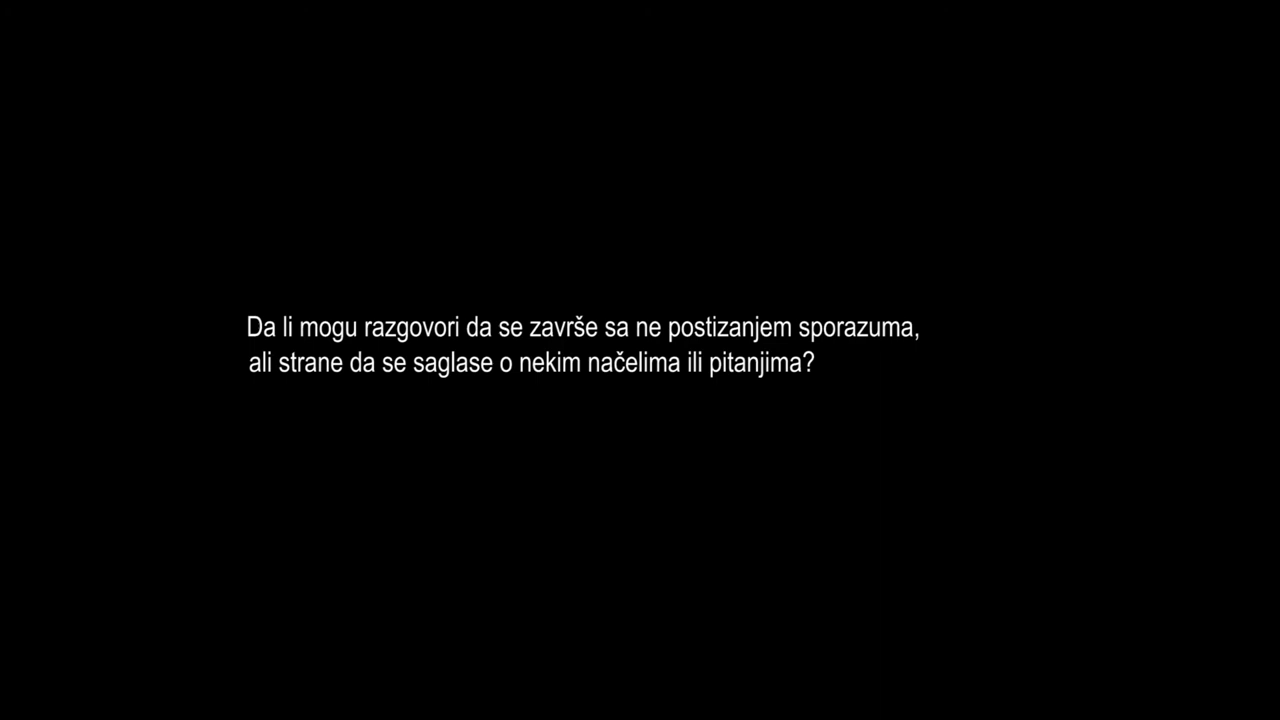 Da li mogu razgovori da se završe sa ne postizanjem sporazuma,
ali strane da se saglase o nekim načelima ili pitanjima?